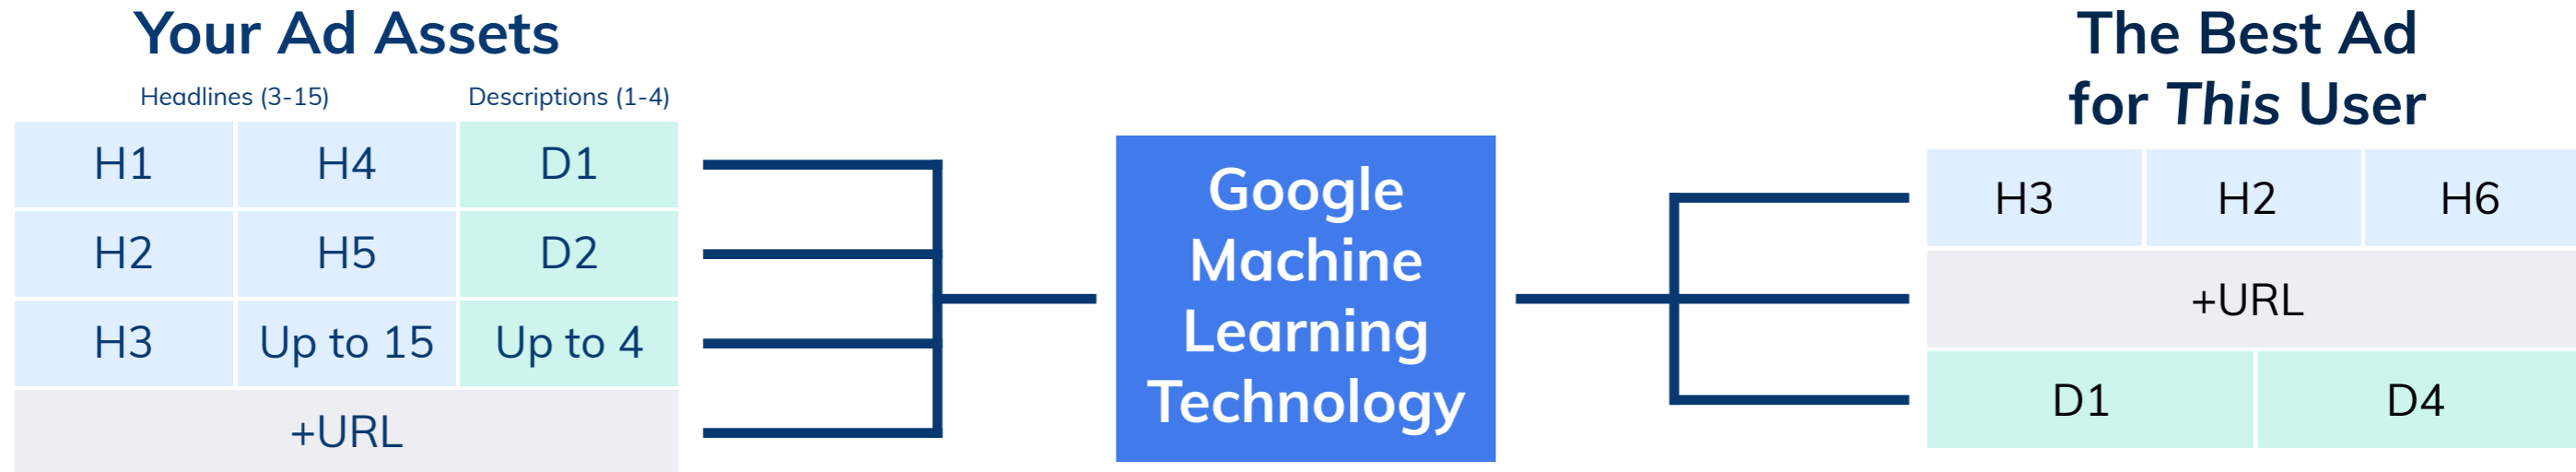 Your Ad Assets
Headlines (3-15) Descriptions (1-4)
H1 H4 D1
H2 H5 D2
H3 Up to 15 Up to 4
+URL
Google
Machine
Learning
Technology
The Best Ad
for This User
H3 H2 H6
+URL
D1 D4